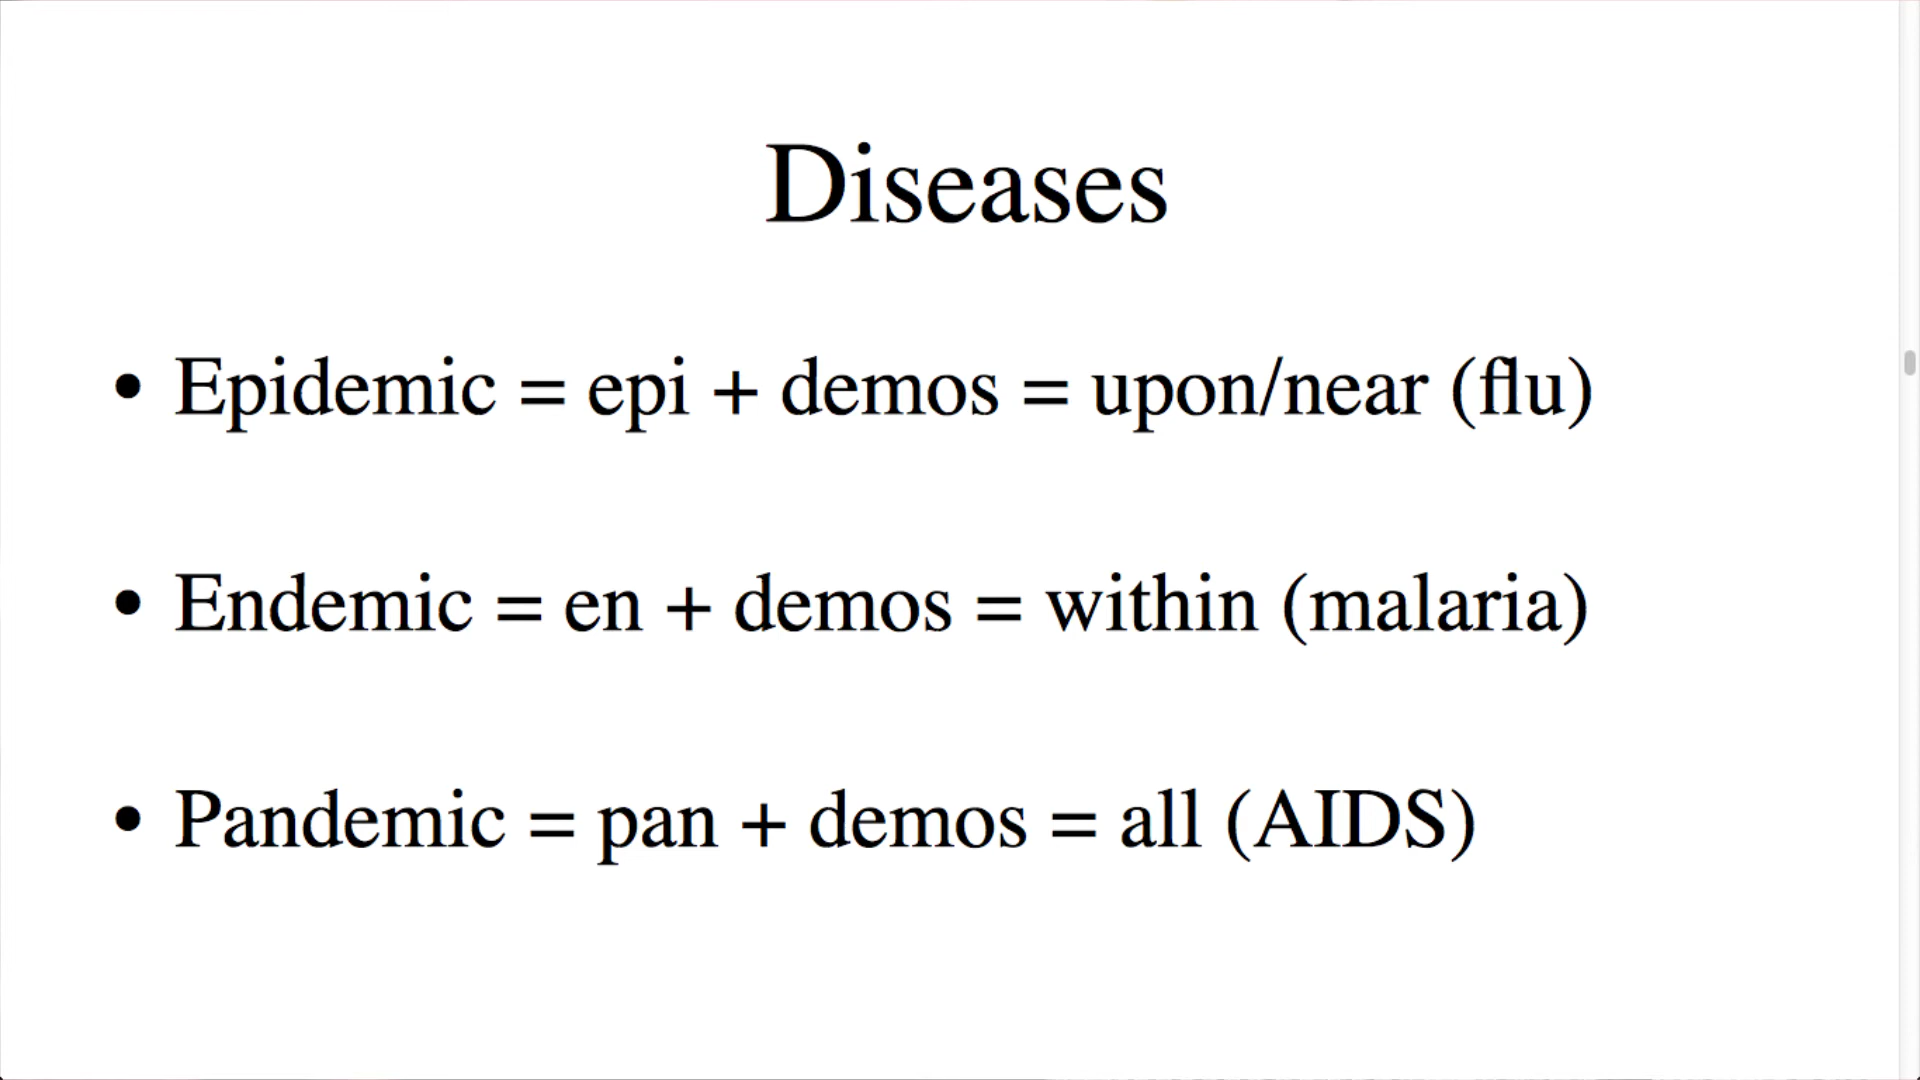 Diseases
• Epidemic = epi + demos = upon/near (flu)
• Endemic = en + demos = within (malaria)
• Pandemic = pan + demos = all (AIDS)